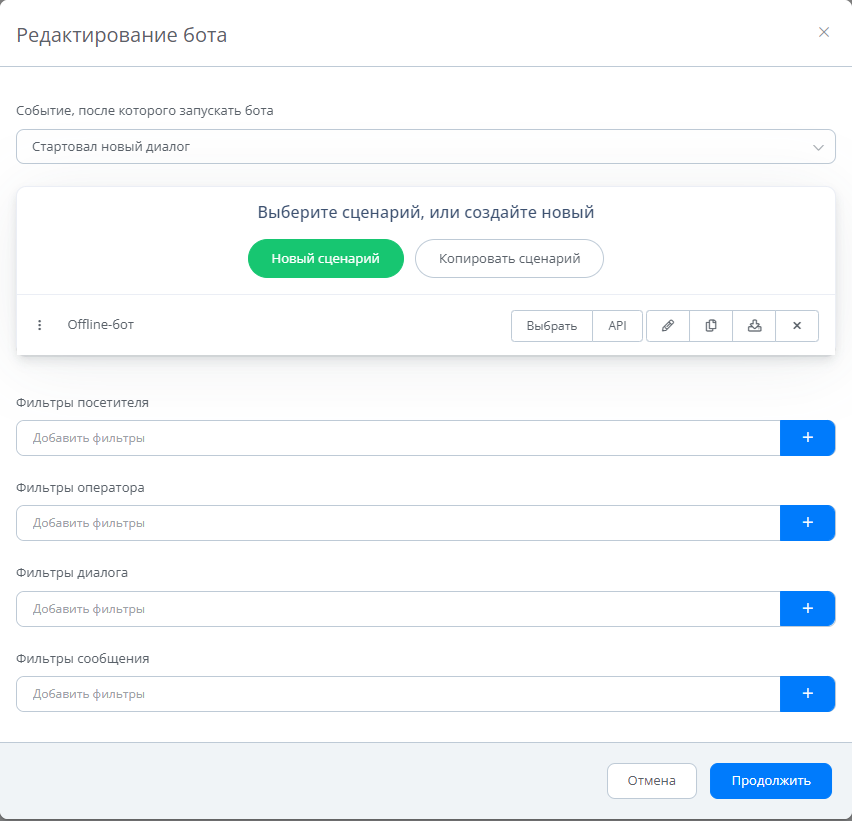 Редактирование бота
Событие, после которого запускать бота
Стартовал новый диалог
Выберите сценарий, или создайте новый
Новый сценарий
Копировать сценарий
Offline-бот
Выбрать
API
Фильтры посетителя
Добавить фильтры
Фильтры оператора
Добавить фильтры
Фильтры диалога
Добавить фильтры
Фильтры сообщения
Добавить фильтры
Отмена
Продолжить